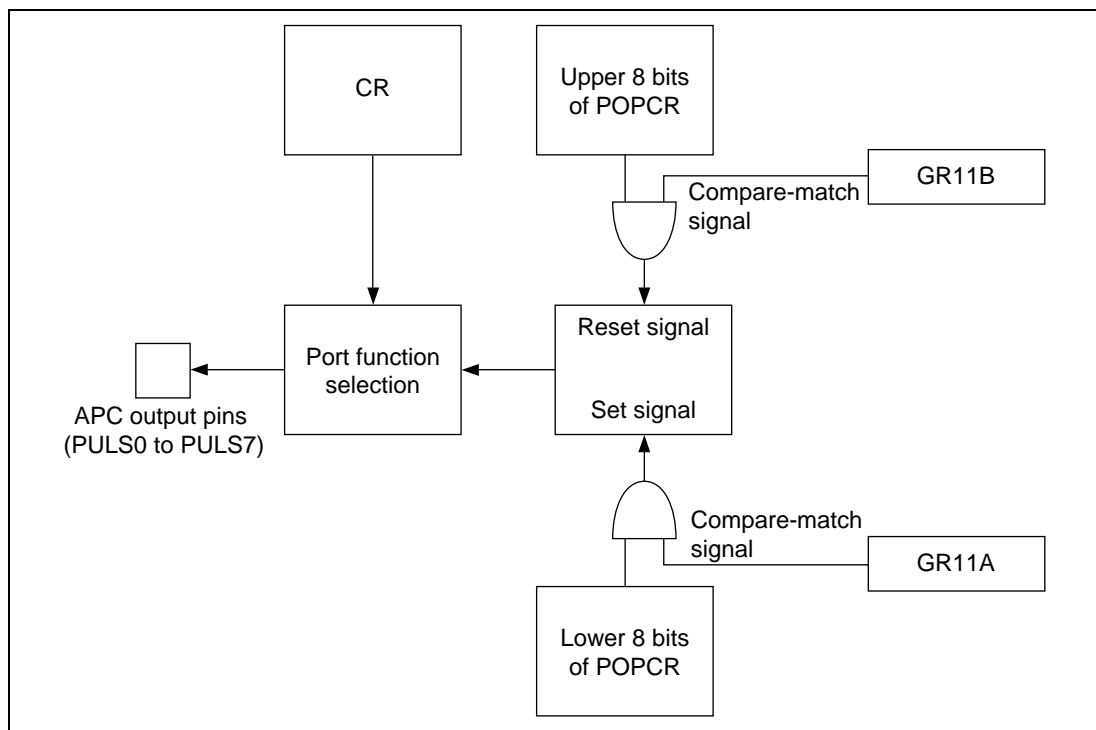 CR
Upper 8 bits
of POPCR
GR11B
Compare-match
signal
Reset signal
Set signal
Port function
selection
APC output pins
(PULS0 to PULS7)
Compare-match
signal
GR11A
Lower 8 bits
of POPCR